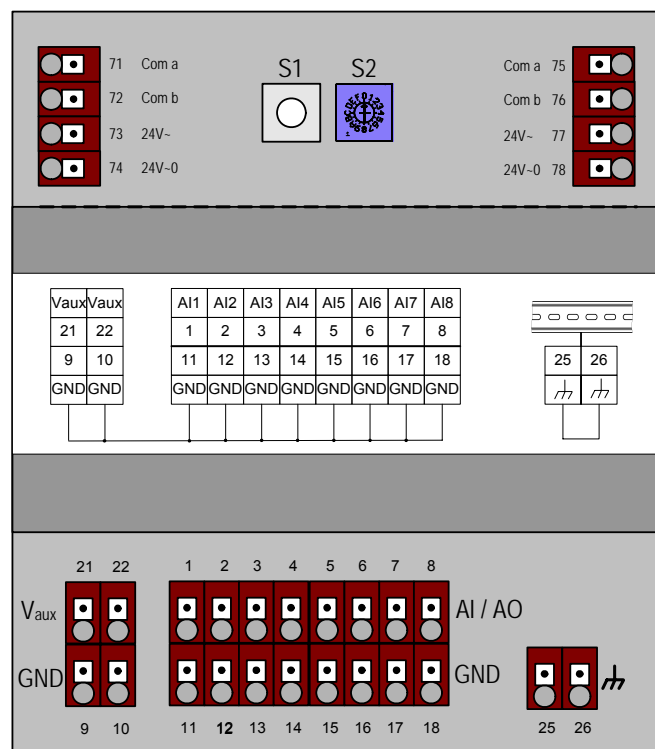 S1 S2
71 Com a
72 Com b
73 24V~
74 24V~0
Com a 75
Com b 76
24V~ 77
24V~0 78
Vaux Vaux AI1 AI2 AI3 AI4 AI5 AI6 AI7 AI8
21 22 1 2 3 4 5 6 7 8
9 10 11 12 13 14 15 16 17 18 25 26
GND GND GND GND GND GND GND GND GND GND
21 22 1 2 3 4 5 6 7 8
Vaux AI / AO
GND GND
9 10 11 12 13 14 15 16 17 18 25 26